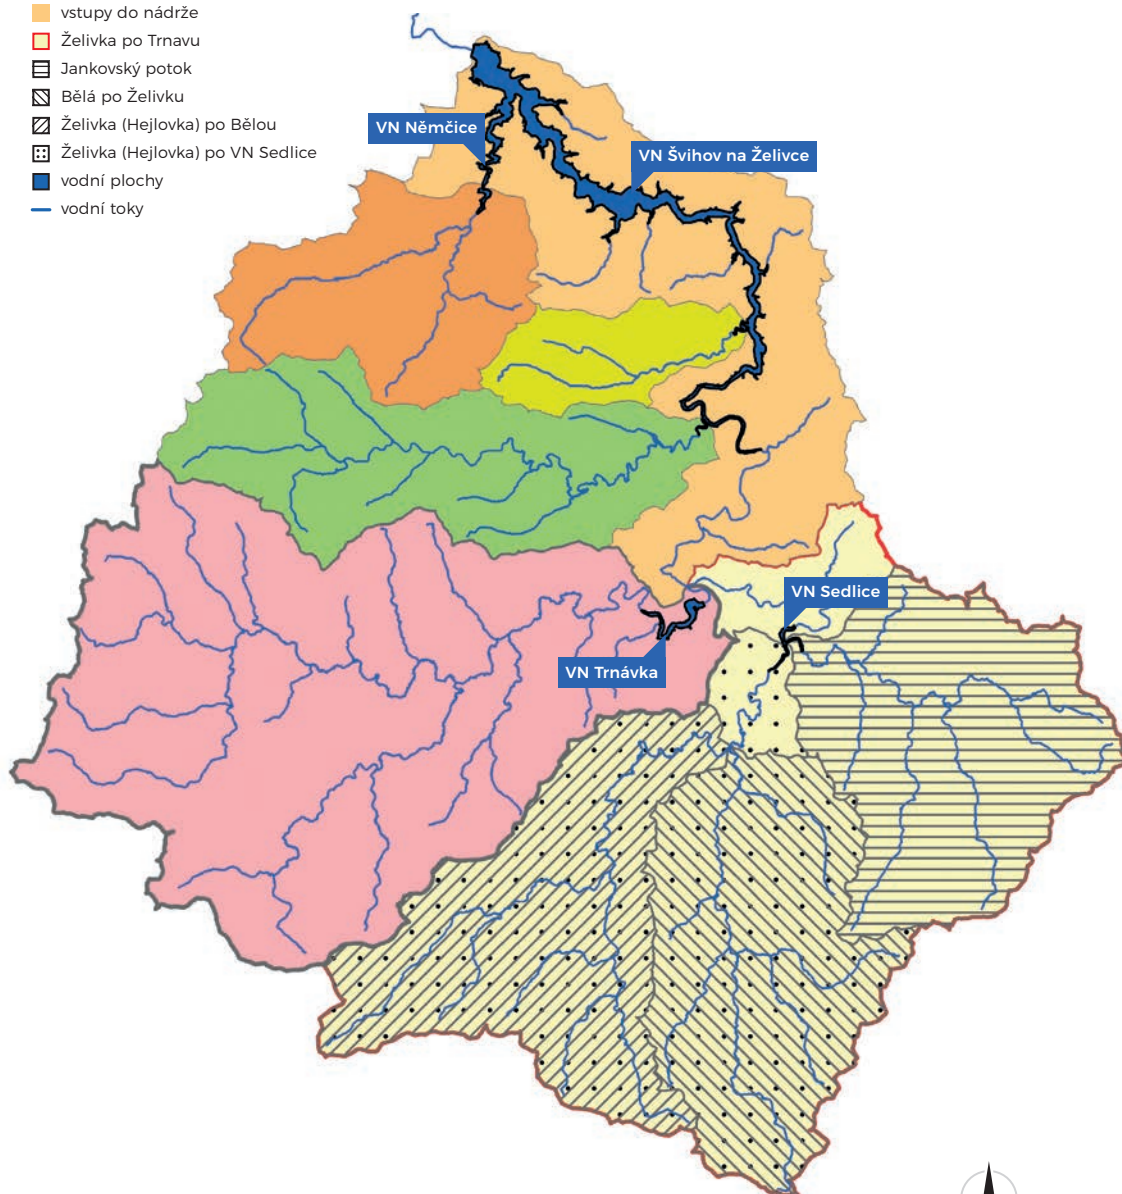 vstupy do nádrže
Želivka po Trnavu
Jankovský potok
Bělá po Želivku
Želivka (Hejlovka) po Bělou
Želivka (Hejlovka) po VN Sedlice
vodní plochy
vodní toky
VN Němčice
VN Švihov na Želivce
VN Sedlice
VN Trnávka